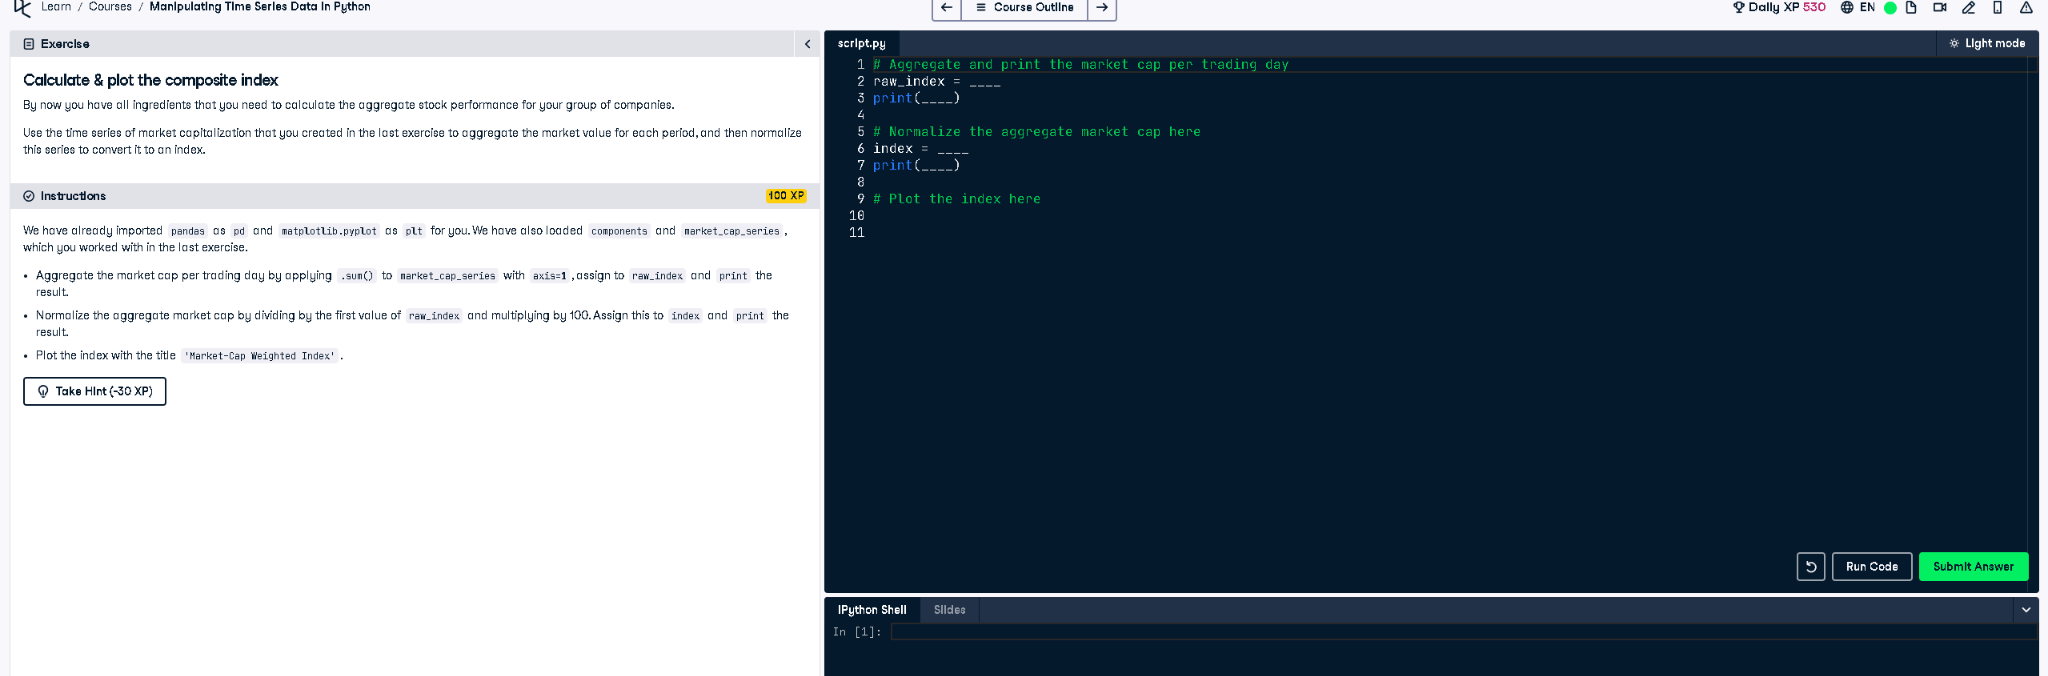 Learn / Courses / Manipulating Time Series Data in Python
Course Outline
Daily XP 530
EN
Exercise
Calculate & plot the composite index
By now you have all ingredients that you need to calculate the aggregate stock performance for your group of companies.
Use the time series of market capitalization that you created in the last exercise to aggregate the market value for each period, and then normalize
this series to convert it to an index.
Instructions
100 XP
We have already imported pandas as pd and matplotlib.pyplot as plt for you. We have also loaded components and market_cap_series,
which you worked with in the last exercise.
• Aggregate the market cap per trading day by applying .sum() to market_cap_series with axis=1, assign to raw_index and print the
result.
• Normalize the aggregate market cap by dividing by the first value of raw_index and multiplying by 100. Assign this to index and print the
result.
• Plot the index with the title 'Market-Cap Weighted Index'.
Take Hint (-30 XP)
script.py
Light mode
1 # Aggregate and print the market cap per trading day
2 raw_index = ____
3 print(____)
4
5 # Normalize the aggregate market cap here
6 index = ____
7 print(____)
8
9 # Plot the index here
10
11
Run Code
Submit Answer
IPython Shell
Slides
In [1]: